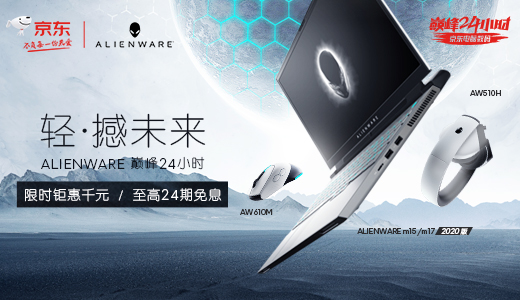 京东
不负每一份热爱
ALIENWARE
巅峰24小时
京东电脑数码
轻·撼未来
ALIENWARE 巅峰24小时
限时钜惠千元 / 至高24期免息
AW510H
AW610M
ALIENWARE m15/m17 2020版
ALIENWARE